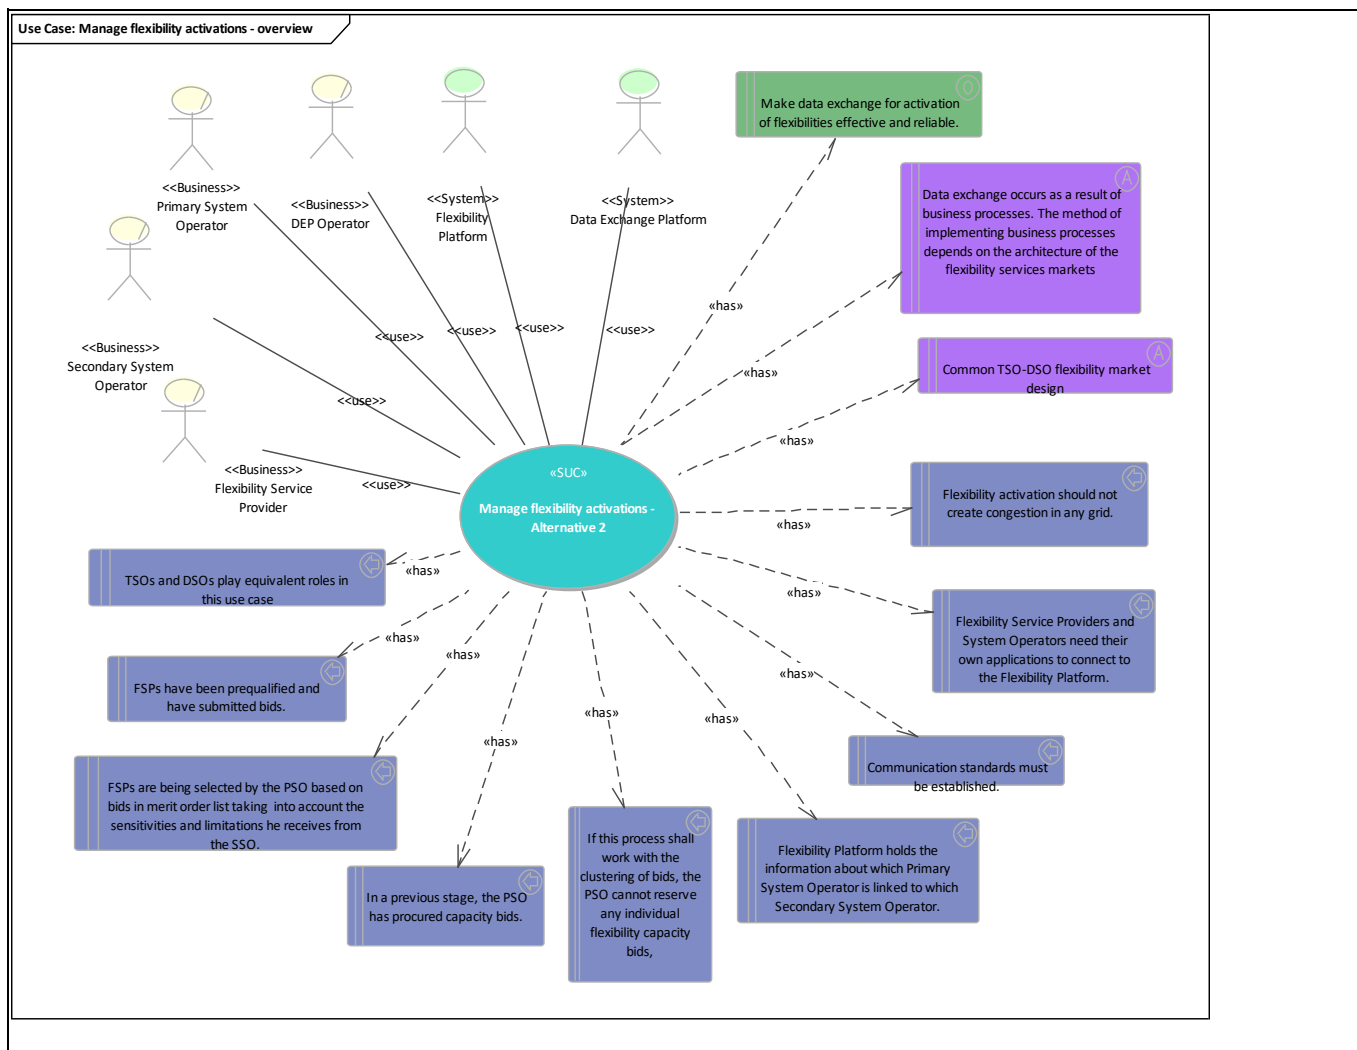 Use Case: Manage flexibility activations - overview
<<Business>>
Primary System
Operator
<<Business>>
DEP Operator
<<System>>
Flexibility
Platform
<<System>>
Data Exchange Platform
Make data exchange for activation
of flexibilities effective and reliable.
O
Data exchange occurs as a result of
business processes. The method of
implementing business processes
depends on the architecture of the
flexibility services markets
A
<<Business>>
Secondary System
Operator
<<use>>
<<use>>
<<use>>
<<use>>
«has»
«has»
Common TSO-DSO flexibility market
design
A
<<use>>
«has»
<<Business>>
Flexibility Service
Provider
<<use>>
«SUC»
Manage flexibility activations -
Alternative 2
Flexibility activation should not
create congestion in any grid.
«has»
TSOs and DSOs play equivalent roles in
this use case
«has»
«has»
Flexibility Service Providers and
System Operators need their
own applications to connect to
the Flexibility Platform.
FSPs have been prequalified and
have submitted bids.
«has»
«has»
«has»
Communication standards must
be established.
FSPs are being selected by the PSO based on
bids in merit order list taking into account the
sensitivities and limitations he receives from
the SSO.
«has»
«has»
«has»
In a previous stage, the PSO
has procured capacity bids.
If this process shall
work with the
clustering of bids, the
PSO cannot reserve
any individual
flexibility capacity
bids,
Flexibility Platform holds the
information about which Primary
System Operator is linked to which
Secondary System Operator.